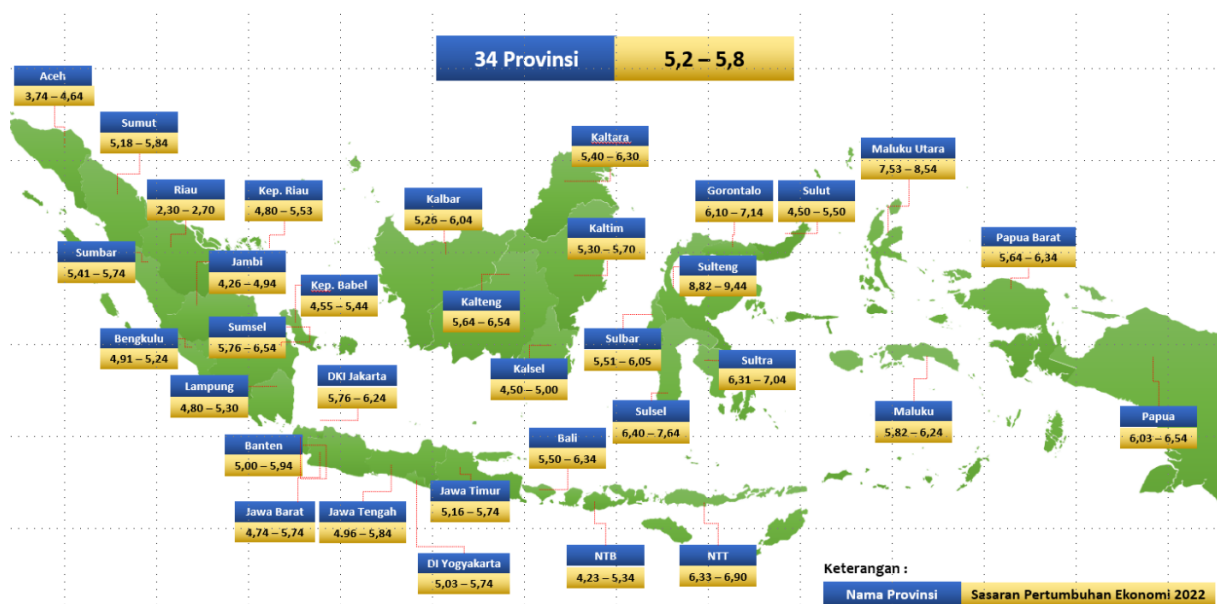 34 Provinsi 5,2 – 5,8
Aceh
3,74 – 4,64
Sumut
5,18 – 5,84
Riau
2,30 – 2,70
Kep. Riau
4,80 – 5,53
Sumbar
5,41 – 5,74
Jambi
4,26 – 4,94
Kep. Babel
4,55 – 5,44
Sumsel
5,76 – 6,54
Bengkulu
4,91 – 5,24
Lampung
4,80 – 5,30
DKI Jakarta
5,76 – 6,24
Banten
5,00 – 5,94
Jawa Barat
4,74 – 5,74
Jawa Tengah
4.96 – 5,84
DI Yogyakarta
5,03 – 5,74
Jawa Timur
5,16 – 5,74
Bali
5,50 – 6,34
NTB
4,23 – 5,34
NTT
6,33 – 6,90
Kalbar
5,26 – 6,04
Kalteng
5,64 – 6,54
Kalsel
4,50 – 5,00
Kaltim
5,30 – 5,70
Kaltara
5,40 – 6,30
Gorontalo
6,10 – 7,14
Sulut
4,50 – 5,50
Sulteng
8,82 – 9,44
Sulbar
5,51 – 6,05
Sultra
6,31 – 7,04
Sulsel
6,40 – 7,64
Maluku Utara
7,53 – 8,54
Maluku
5,82 – 6,24
Papua Barat
5,64 – 6,34
Papua
6,03 – 6,54
Keterangan :
Nama Provinsi Sasaran Pertumbuhan Ekonomi 2022